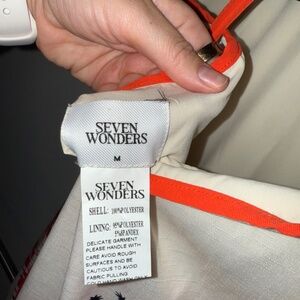 SEVEN
WONDERS
M
SEVEN
WONDERS
SHELL: 100%POLYESTER
LINING: 95%POLYESTER
5%SPANDEX
DELICATE GARMENT
PLEASE HANDLE WITH
CARE AVOID ROUGH
SURFACES AND BE
CAUTIOUS TO AVOID
FABRIC PULLING